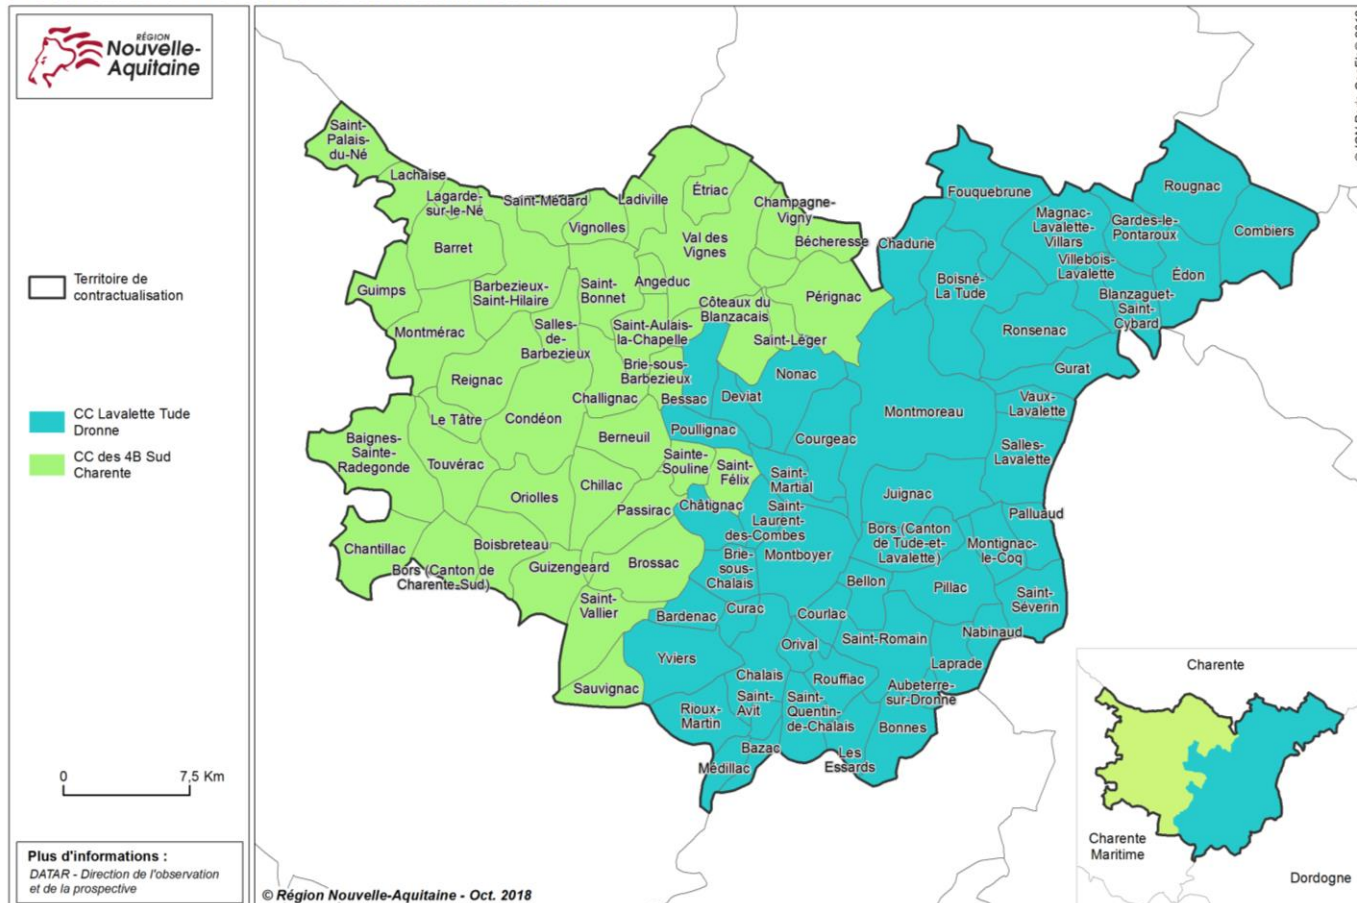 RÉGION
Nouvelle-
Aquitaine
Territoire de
contractualisation
CC Lavalette Tude
Dronne
CC des 4B Sud
Charente
0 7,5 Km
Plus d'informations :
DATAR - Direction de l'observation
et de la prospective
Saint-
Palais-
du-Né
Lachaise
Lagarde-
sur-le-Né
Saint-Médard
Ladiville
Étriac
Champagne-
Vigny
Vignolles
Barret
Val des
Vignes
Bécheresse
Guimps
Barbezieux-
Saint-Hilaire
Saint-
Bonnet
Angeduc
Côteaux du
Blanzacais
Pérignac
Montmérac
Salles-
de-
Barbezieux
Saint-Aulais-
la-Chapelle
Saint-Léger
Reignac
Brie-sous-
Barbezieux
Challignac
Le Tâtre
Condéon
Berneuil
Baignes-
Sainte-
Radegonde
Touvérac
Sainte-
Souline
Saint-
Félix
Oriolles
Chillac
Passirac
Chantillac
Bors (Canton de
Charente-Sud)
Boisbreteau
Guizengeard
Brossac
Saint-
Vallier
Sauvignac
Fouquebrune
Rougnac
Chadurie
Magnac-
Lavalette-
Villars
Gardes-le-
Pontaroux
Combiers
Villebois-
Lavalette
Édon
Boisné-
La Tude
Blanzaguet-
Saint-
Cybard
Ronsenac
Gurat
Nonac
Bessac
Deviat
Montmoreau
Vaux-
Lavalette
Poullignac
Courgeac
Salles-
Lavalette
Saint-
Martial
Juignac
Châtignac
Saint-
Laurent-
des-Combes
Palluaud
Bors (Canton
de Tude-et-
Lavalette)
Montignac-
le-Coq
Brie-
sous-
Chalais
Montboyer
Bellon
Pillac
Saint-
Séverin
Bardenac
Curac
Courlac
Nabinaud
Orival
Saint-Romain
Yviers
Laprade
Chalais
Rouffiac
Aubeterre-
sur-Dronne
Rioux-
Martin
Saint-
Avit
Saint-
Quentin-
de-Chalais
Bonnes
Bazac
Les
Essards
Médillac
Charente
Charente
Maritime
Dordogne
© Région Nouvelle-Aquitaine - Oct. 2018